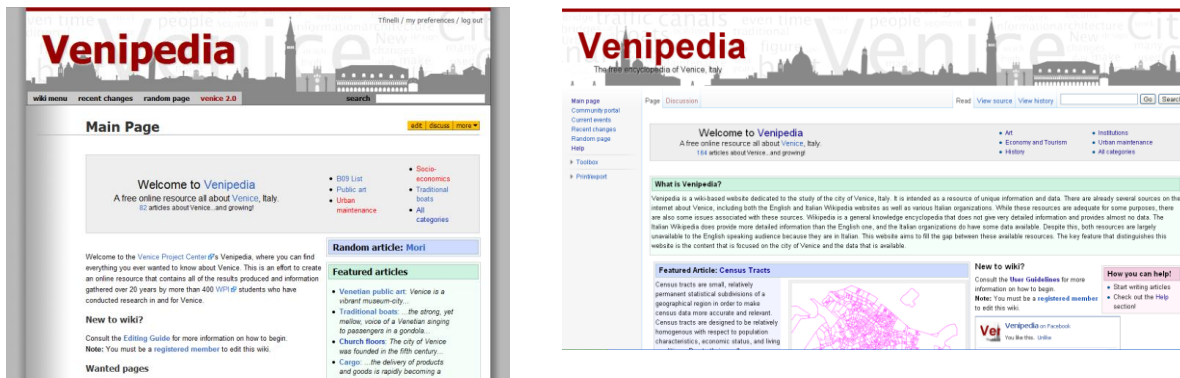 Tfinelli / my preferences / log out
Venipedia
wiki menu recent changes random page venice 2.0
search
Main Page
edit discuss more
Welcome to Venipedia
A free online resource all about Venice, Italy.
82 articles about Venice...and growing!
• B09 List
• Public art
• Urban maintenance
• Socio-economics
• Traditional boats
• All categories
Welcome to the Venice Project Center's Venipedia, where you can find
everything you ever wanted to know about Venice. This is an effort to create
an online resource that contains all of the results produced and information
gathered over 20 years by more than 400 WPI students who have
conducted research in and for Venice.
New to wiki?
Consult the Editing Guide for more information on how to begin.
Note: You must be a registered member to edit this wiki.
Wanted pages
Random article: Mori
Featured articles
• Venetian public art: Venice is a
vibrant museum-city...
• Traditional boats: ...the strong, yet
mellow, voice of a Venetian singing
to passengers in a gondola...
• Church floors: The city of Venice
was founded in the fifth century...
• Cargo: ...the delivery of products
and goods is rapidly becoming a
Venipedia
The free encyclopedia of Venice, Italy
Main page
Community portal
Current events
Recent changes
Random page
Help
Toolbox
Print/export
Page Discussion
Read View source View history
Go Search
Welcome to Venipedia
A free online resource all about Venice, Italy.
184 articles about Venice...and growing!
• Art
• Economy and Tourism
• History
• Institutions
• Urban maintenance
• All categories
What is Venipedia?
Venipedia is a wiki-based website dedicated to the study of the city of Venice, Italy. It is intended as a resource of unique information and data. There are already several sources on the
internet about Venice, including both the English and Italian Wikipedia websites as well as various Italian organizations. While these resources are adequate for some purposes, there
are also some issues associated with these sources. Wikipedia is a general knowledge encyclopedia that does not give very detailed information and provides almost no data. The
Italian Wikipedia does provide more detailed information than the English one, and the Italian organizations do have some data available. Despite this, both resources are largely
unavailable to the English speaking audience because they are in Italian. This website aims to fill the gap between these available resources. The key feature that distinguishes this
website is the content that is focused on the city of Venice and the data that is available.
Featured Article: Census Tracts
Census tracts are small, relatively
permanent statistical subdivisions of a
geographical region in order to make
census data more accurate and relevant.
Census tracts are designed to be relatively
homogenous with respect to population
characteristics, economic status, and living
New to wiki?
Consult the User Guidelines for more
information on how to begin.
Note: You must be a registered member
to edit this wiki.
Venipedia on Facebook
You like this. Unlike
How you can help!
• Start writing articles
• Check out the Help
section!